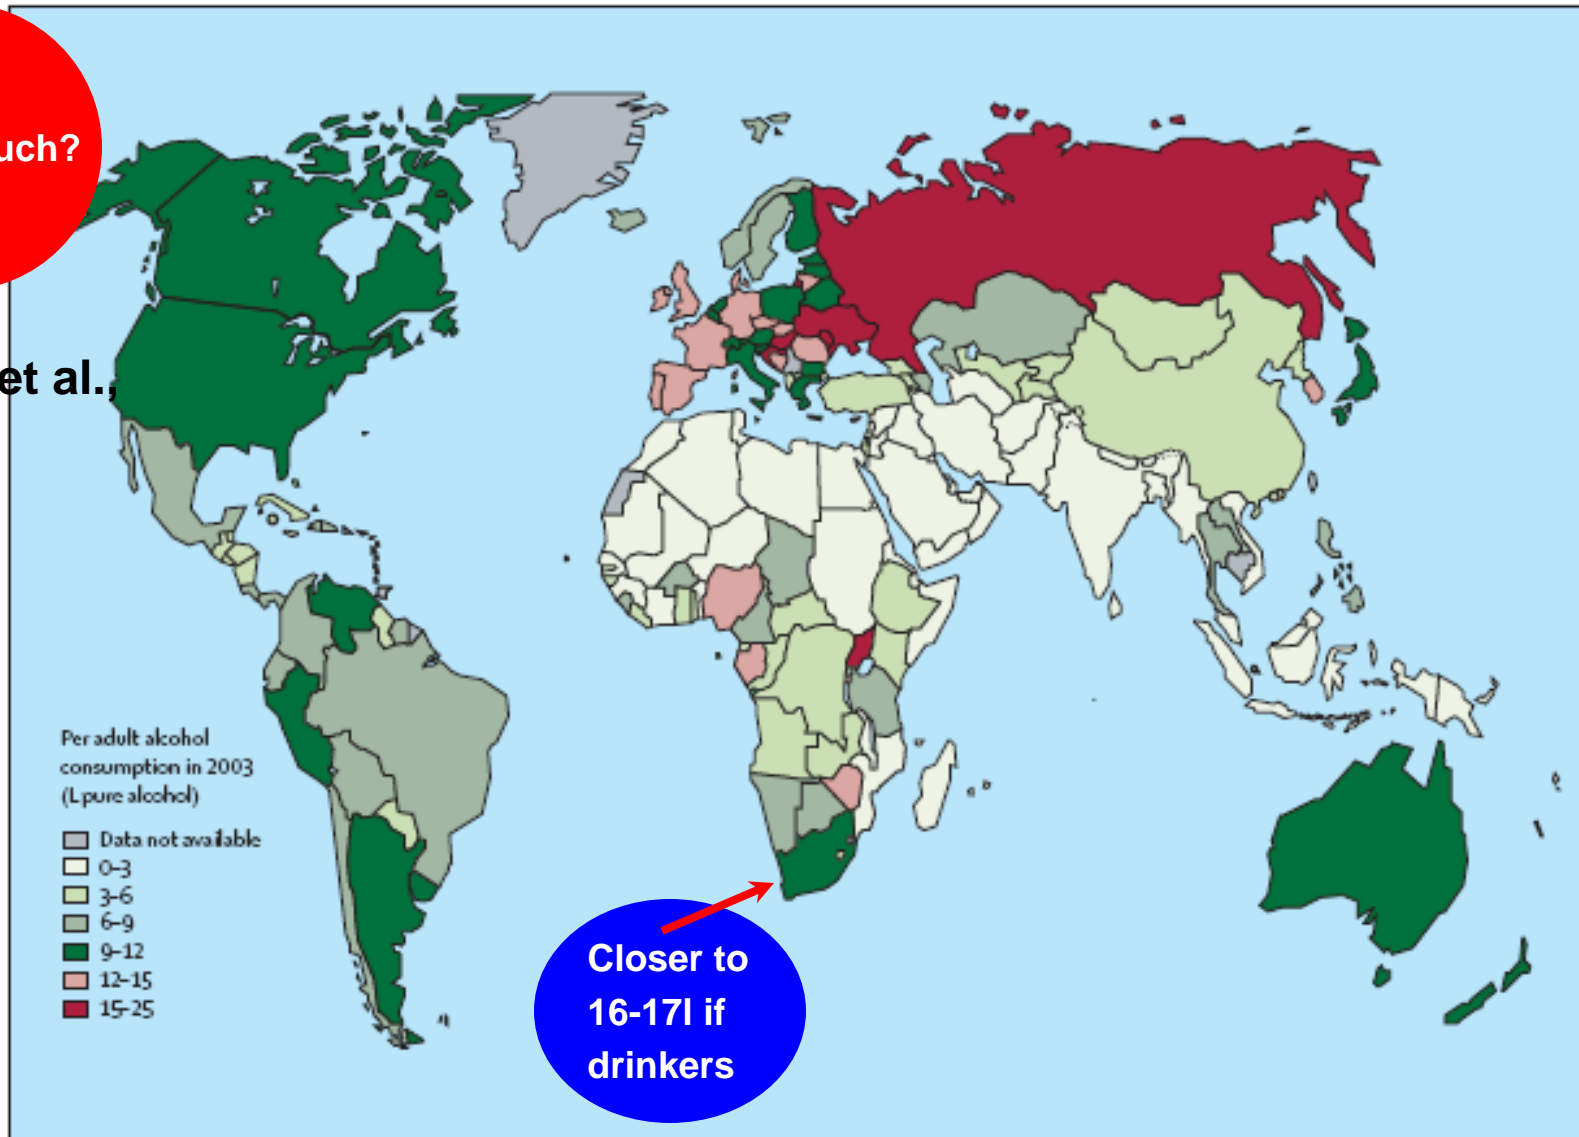 uch?
et al.,
Per adult alcohol
consumption in 2003
(L pure alcohol)
Data not available
0–3
3–6
6–9
9–12
12–15
15–25
Closer to
16-17l if
drinkers